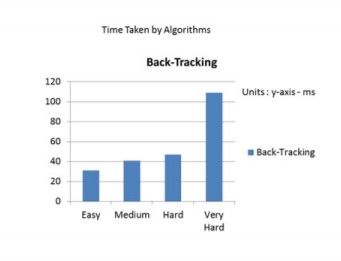 Time Taken by Algorithms
Back-Tracking
Units : y-axis - ms
120
100
80
60
40
20
0
Back-Tracking
Easy Medium Hard Very
Hard